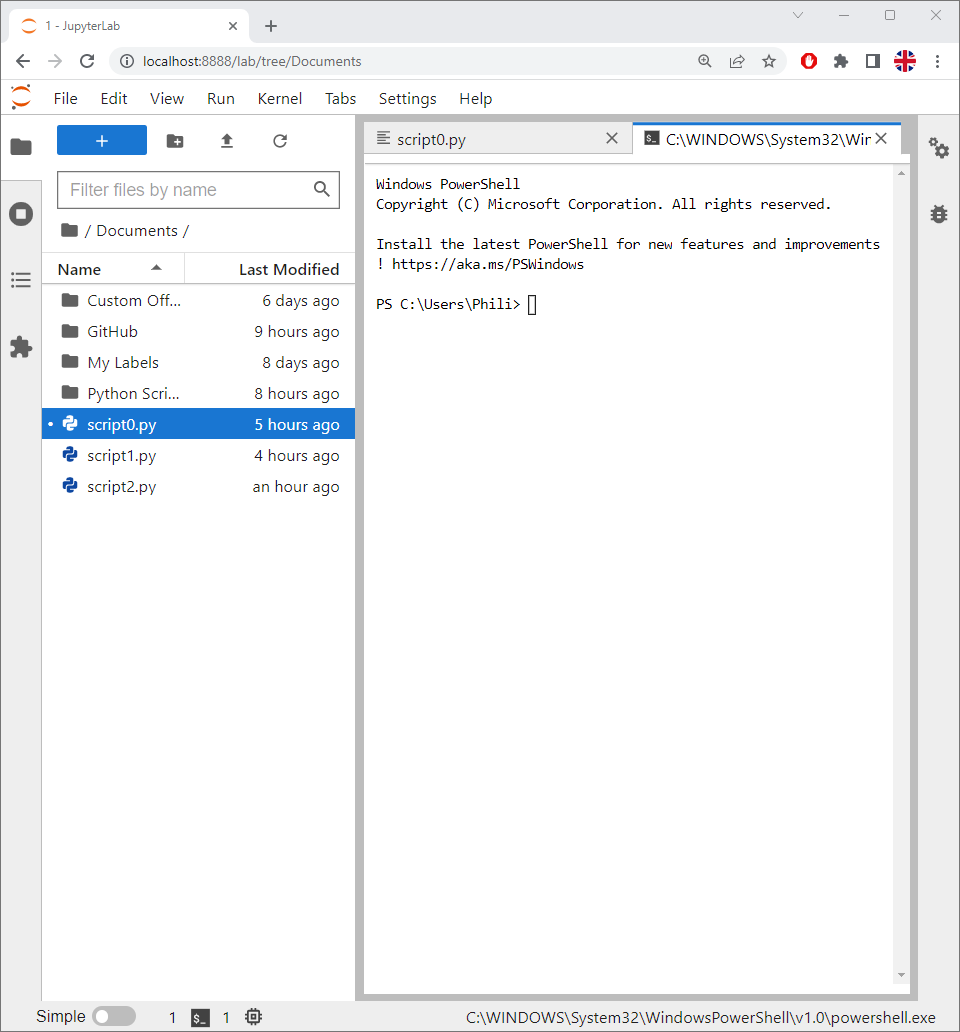 1 - JupyterLab
localhost:8888/lab/tree/Documents
File Edit View Run Kernel Tabs Settings Help
Filter files by name
/ Documents /
Name Last Modified
Custom Off... 6 days ago
GitHub 9 hours ago
My Labels 8 days ago
Python Scri... 8 hours ago
script0.py 5 hours ago
script1.py 4 hours ago
script2.py an hour ago
script0.py C:\WINDOWS\System32\Wir
Windows PowerShell
Copyright (C) Microsoft Corporation. All rights reserved.
Install the latest PowerShell for new features and improvements
! https://aka.ms/PSWindows
PS C:\Users\Phili>
Simple 1 $_ 1 C:\WINDOWS\System32\WindowsPowerShell\v1.0\powershell.exe